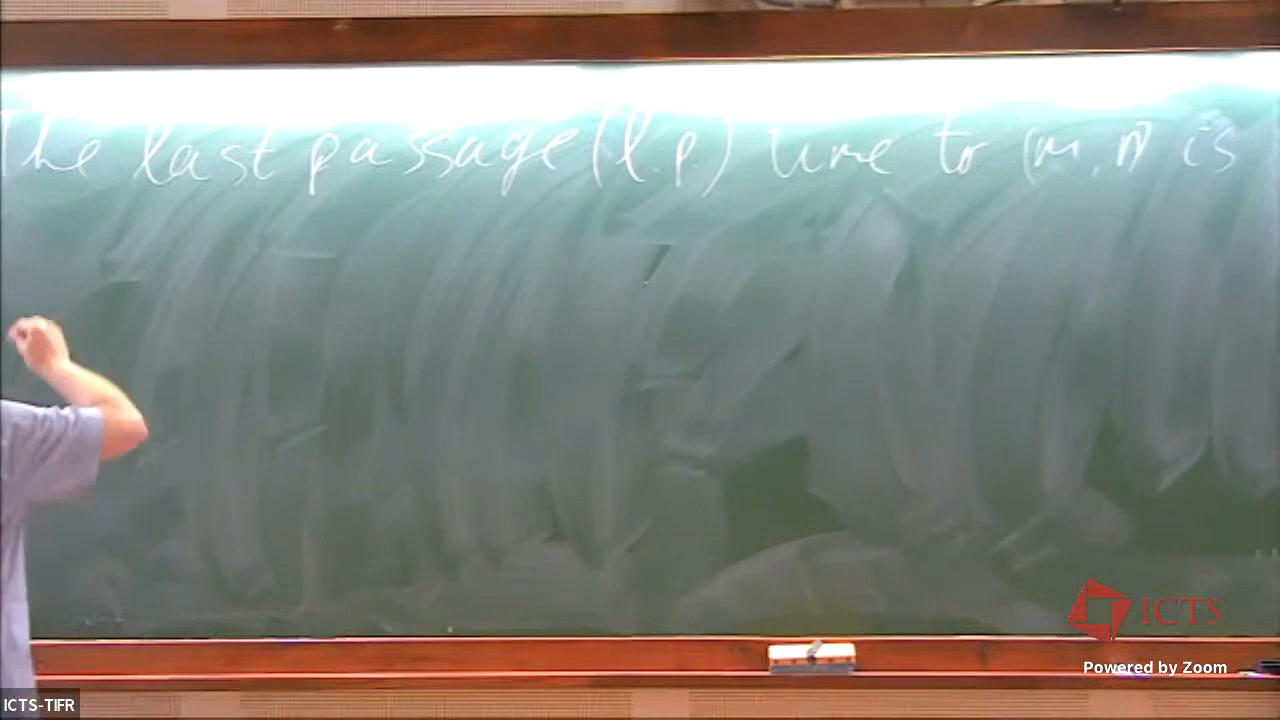 The last passage (l.p.) time to (m,n) is
ICTS
Powered by Zoom
ICTS-TIFR